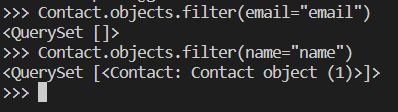 >>> Contact.objects.filter(email="email")
<QuerySet []>
>>> Contact.objects.filter(name="name")
<QuerySet [<Contact: Contact object (1)>]>
>>>